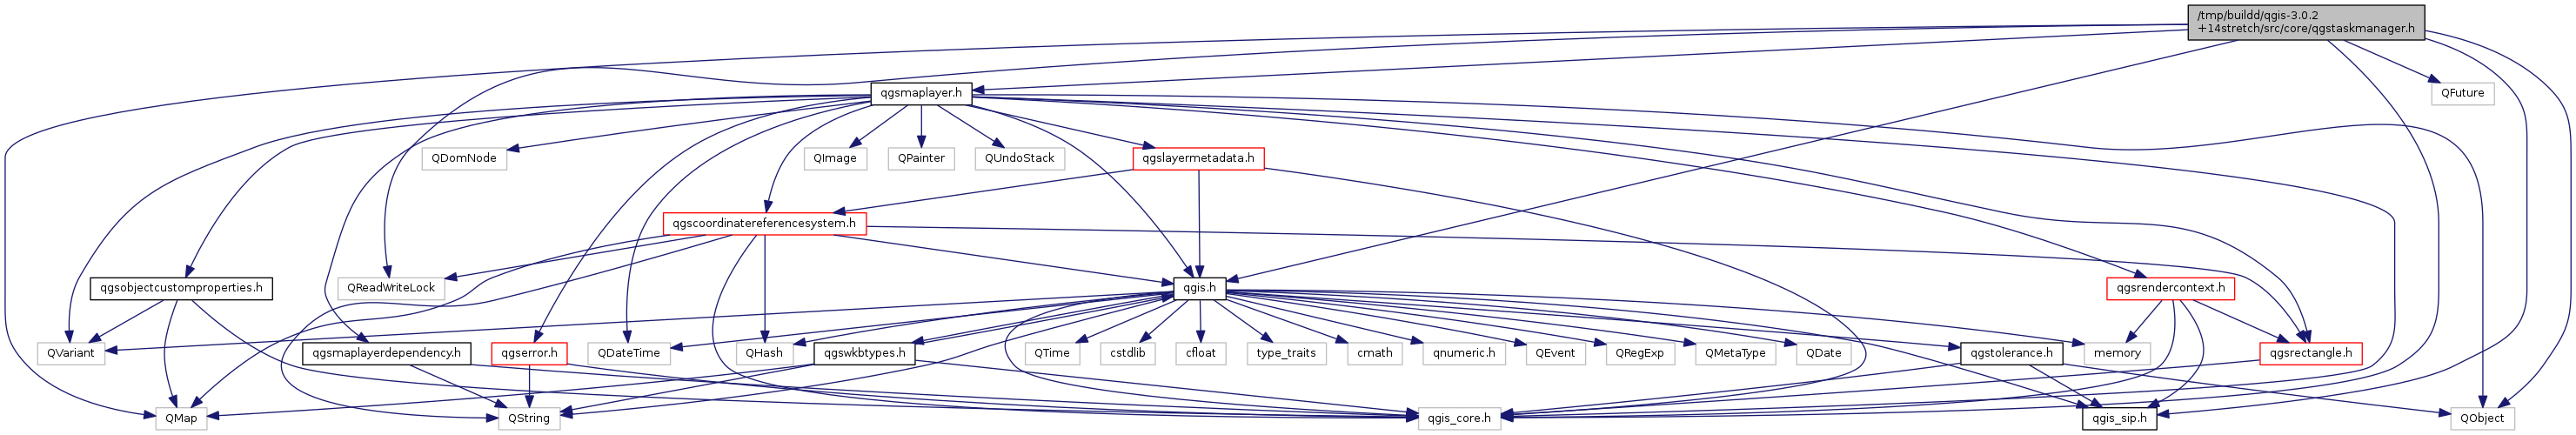 /tmp/buildd/qgis-3.0.2
+14stretch/src/core/qgstaskmanager.h
qgsmaplayer.h
QFuture
QDomNode
QImage
QPainter
QUndoStack
qgslayermetadata.h
qgscoordinatereferencesystem.h
qgsobjectcustomproperties.h
QReadWriteLock
qgis.h
qgsrendercontext.h
QVariant
qgsmaplayerdependency.h
qgserror.h
QDateTime
QHash
qgswkbtypes.h
QTime
cstdlib
cfloat
type_traits
cmath
qnumeric.h
QEvent
QRegExp
QMetaType
QDate
qgstolerance.h
memory
qgsrectangle.h
QMap
QString
qgis_core.h
qgis_sip.h
QObject